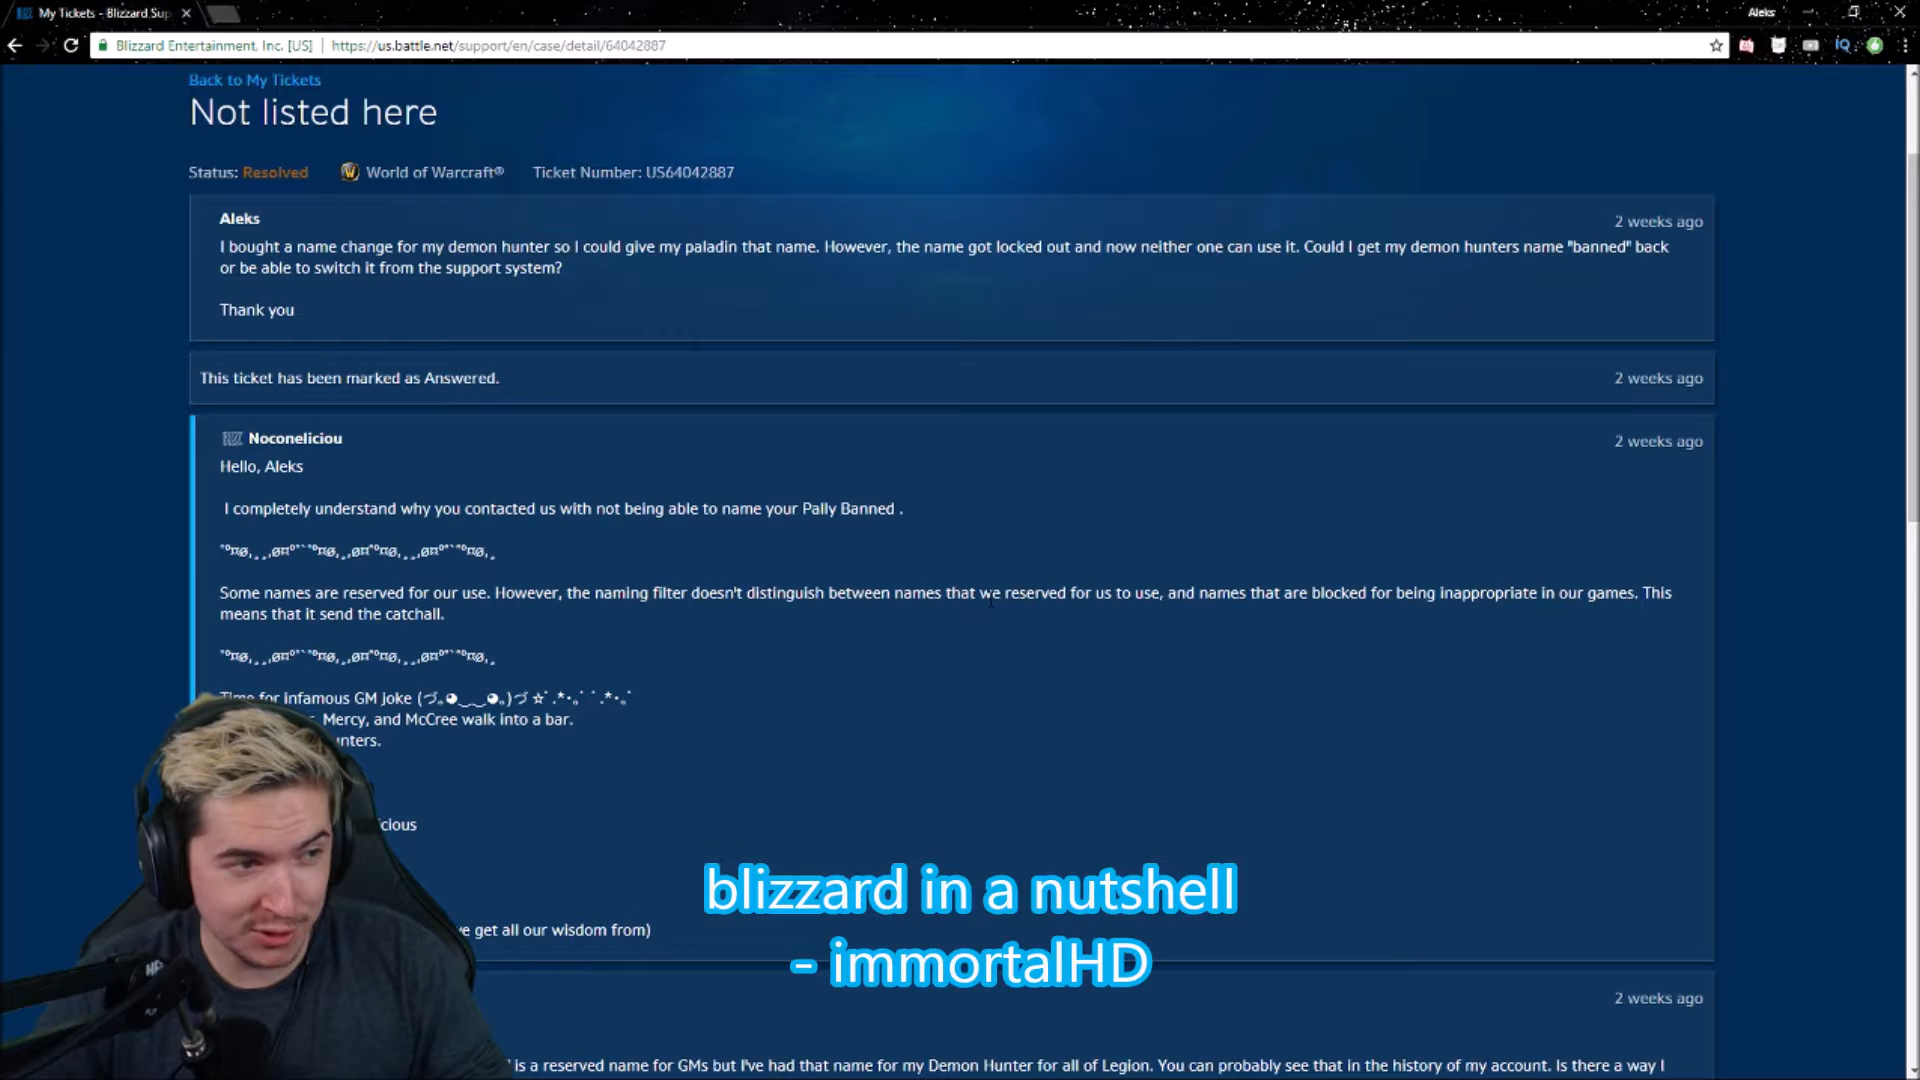 My Tickets - Blizzard Sup
Aleks
Blizzard Entertainment, Inc. [US] | https://us.battle.net/support/en/case/detail/64042887
Back to My Tickets
Not listed here
Status: Resolved World of Warcraft® Ticket Number: US64042887
Aleks 2 weeks ago
I bought a name change for my demon hunter so I could give my paladin that name. However, the name got locked out and now neither one can use it. Could I get my demon hunters name "banned" back
or be able to switch it from the support system?
Thank you
This ticket has been marked as Answered. 2 weeks ago
Noconeliciou 2 weeks ago
Hello, Aleks
I completely understand why you contacted us with not being able to name your Pally Banned .
Some names are reserved for our use. However, the naming filter doesn't distinguish between names that we reserved for us to use, and names that are blocked for being inappropriate in our games. This
means that it send the catchall.
Time for infamous GM joke
Mercy, and McCree walk into a bar.
unters.
icious
ve get all our wisdom from)
blizzard in a nutshell
- immortalHD
2 weeks ago
is a reserved name for GMs but I've had that name for my Demon Hunter for all of Legion. You can probably see that in the history of my account. Is there a way I